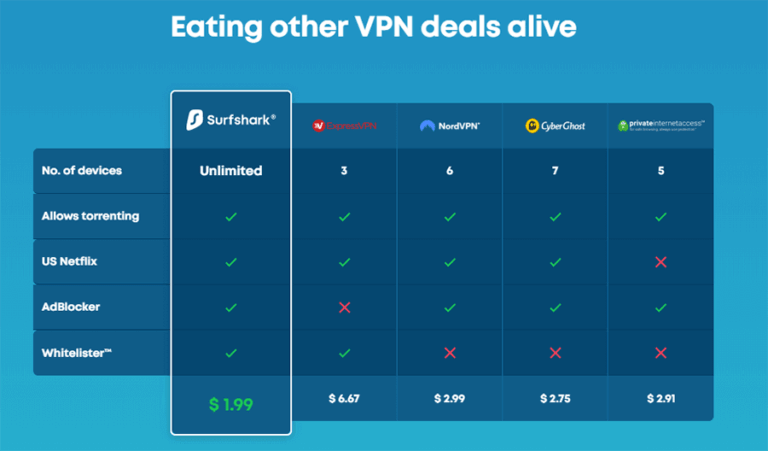 Eating other VPN deals alive
Surfshark® ExpressVPN NordVPN® CyberGhost privateinternetaccess™
No. of devices Unlimited 3 6 7 5
Allows torrenting
US Netflix
AdBlocker
Whitelister™
$ 1.99 $ 6.67 $ 2.99 $ 2.75 $ 2.91